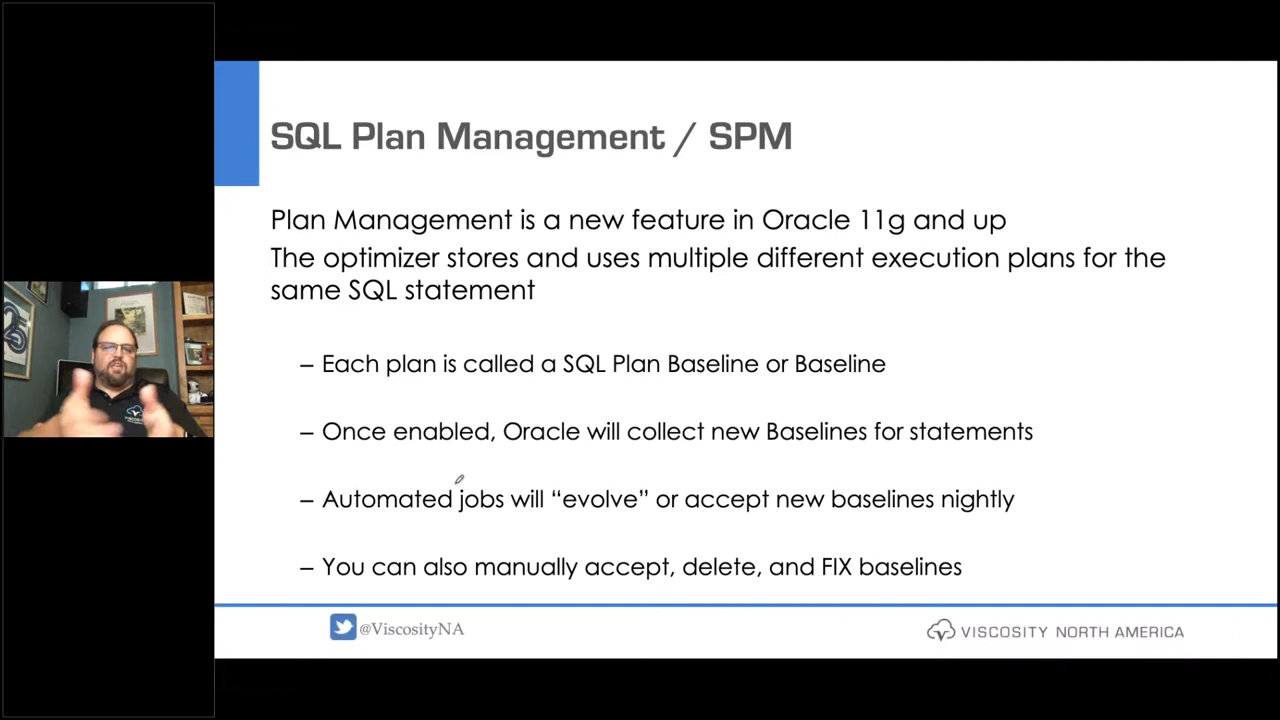 SQL Plan Management / SPM
Plan Management is a new feature in Oracle 11g and up
The optimizer stores and uses multiple different execution plans for the
same SQL statement
– Each plan is called a SQL Plan Baseline or Baseline
– Once enabled, Oracle will collect new Baselines for statements
– Automated jobs will “evolve” or accept new baselines nightly
– You can also manually accept, delete, and FIX baselines
@ViscosityNA
VISCOSITY NORTH AMERICA